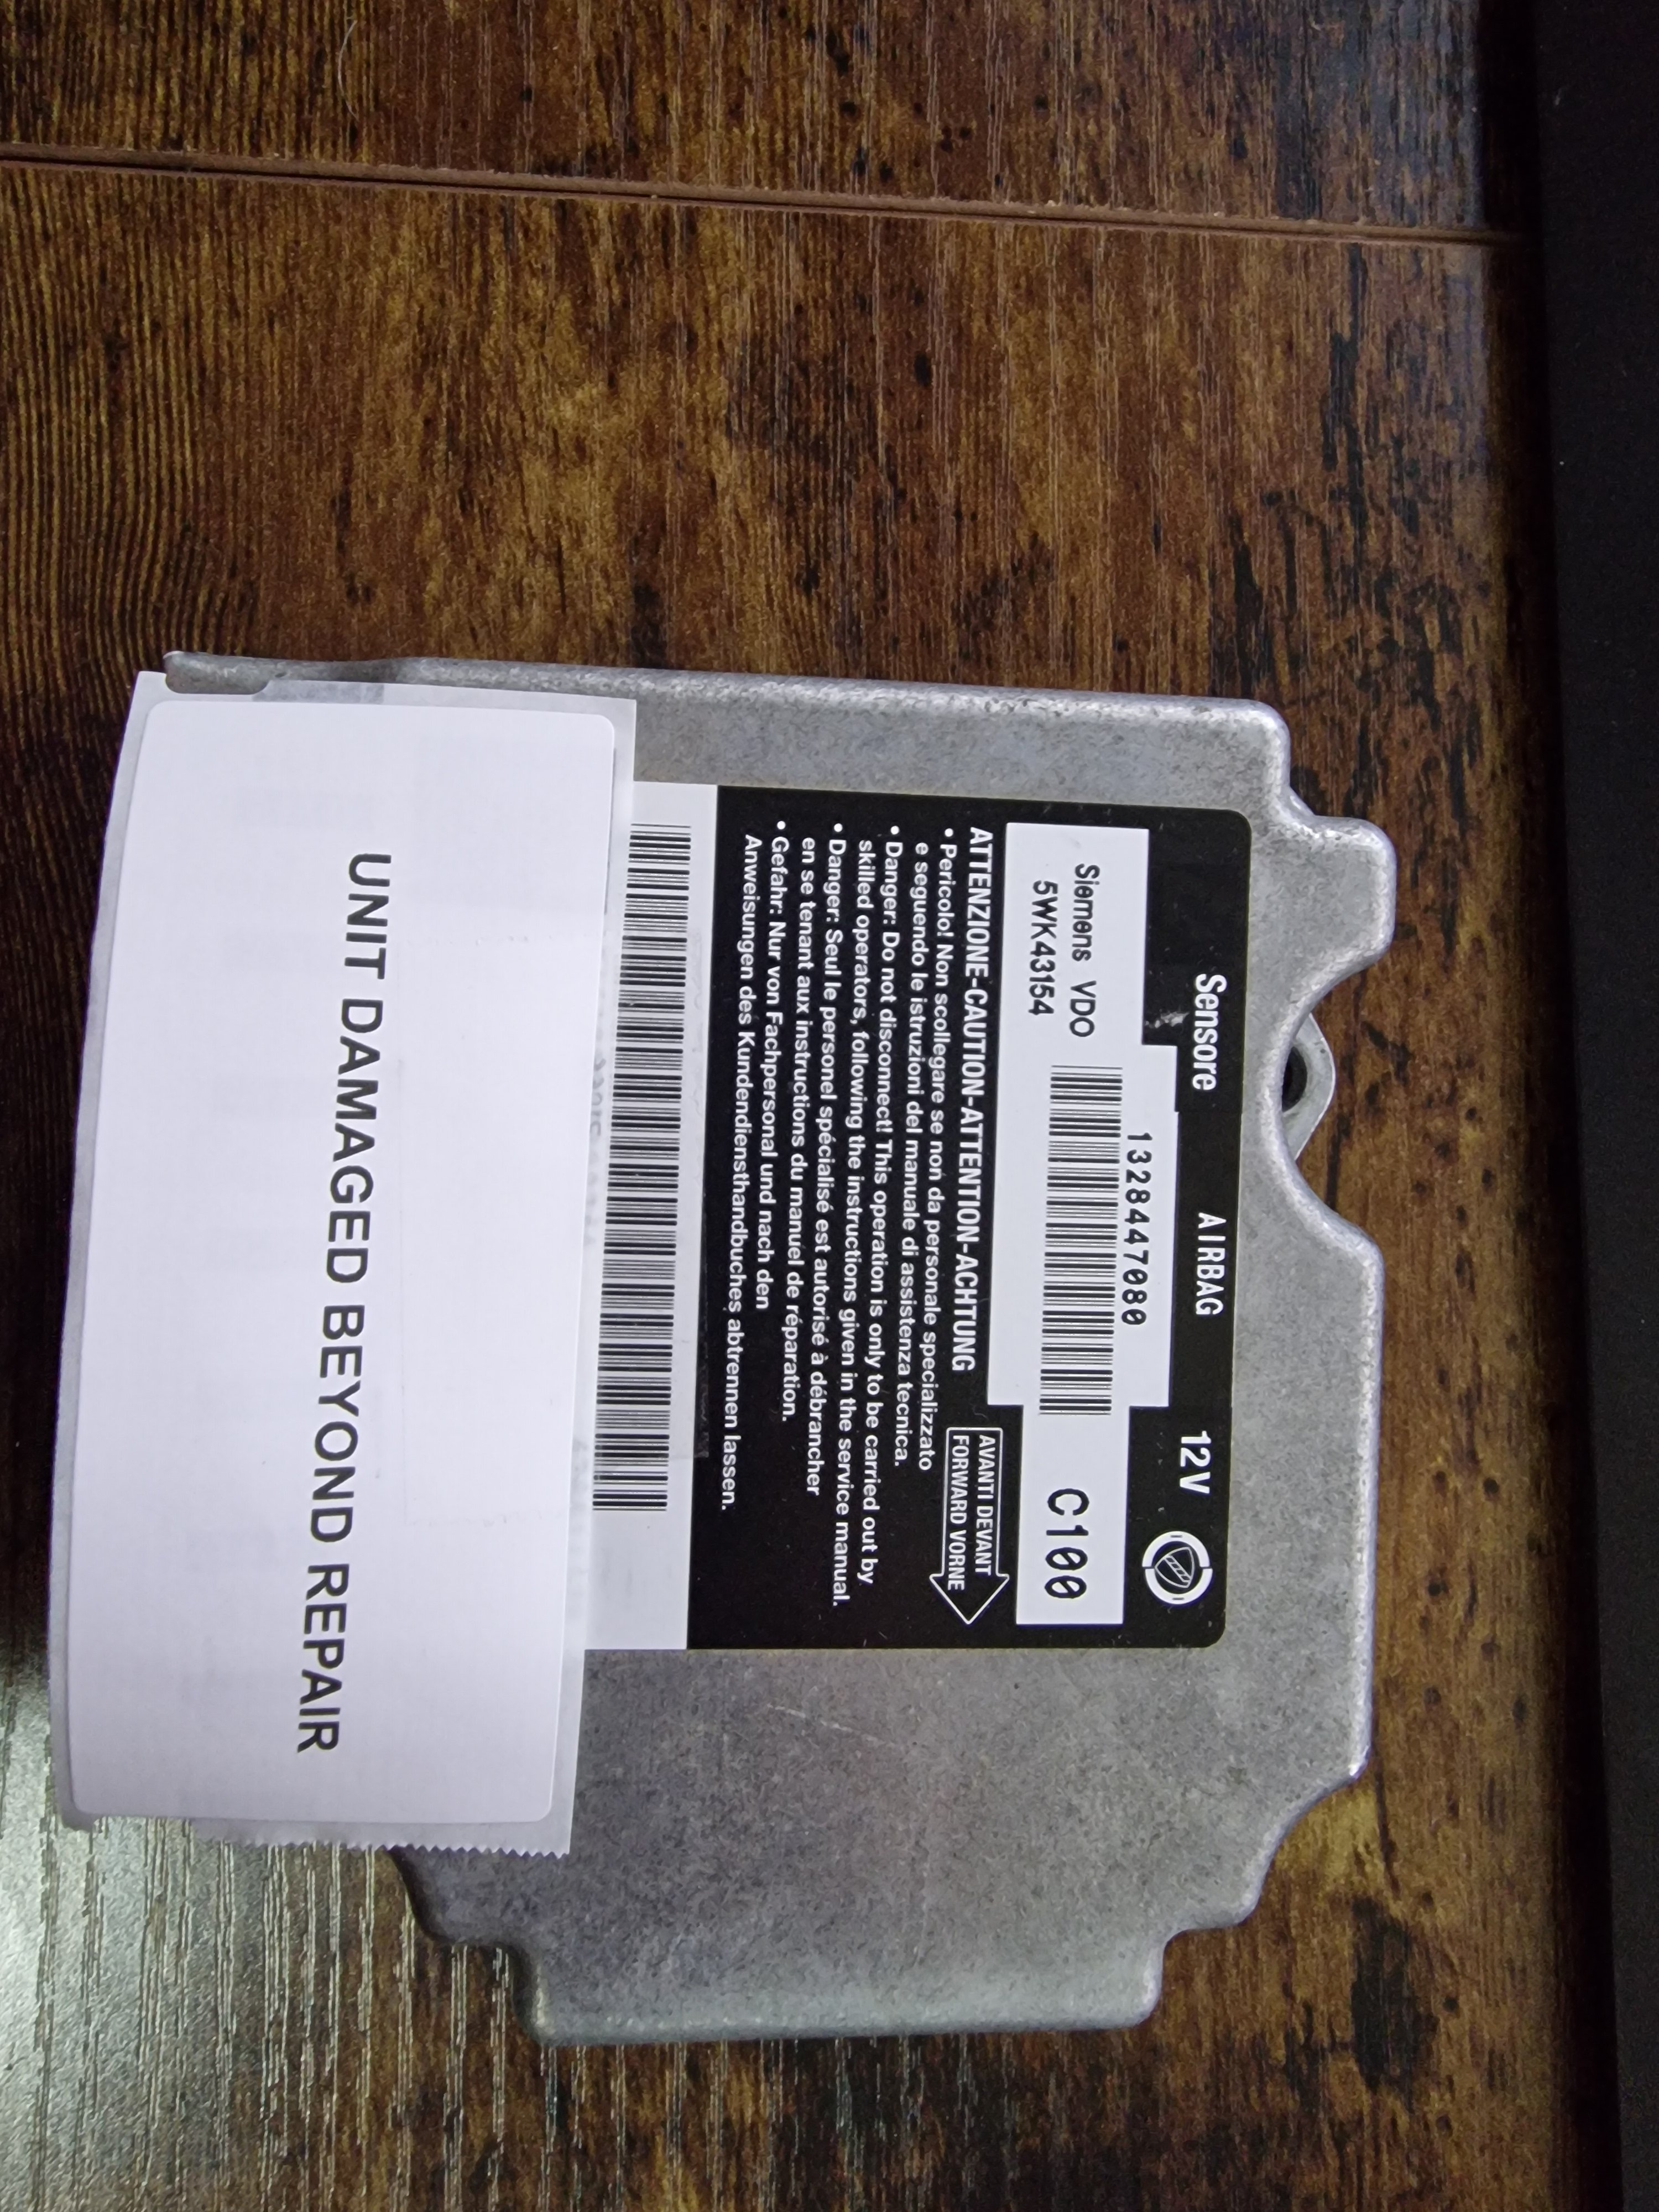 Sensore AIRBAG 12V
1328447080
Siemens VDO
5WK43154
C100
ATTENZIONE-CAUTION-ATTENTION-ACHTUNG
AVANTI DEVANT
FORWARD VORNE
• Pericolo! Non scollegare se non da personale specializzato
e seguendo le istruzioni del manuale di assistenza tecnica.
• Danger: Do not disconnect! This operation is only to be carried out by
skilled operators, following the instructions given in the service manual.
• Danger: Seul le personel spécialisé est autorisé à débrancher
en se tenant aux instructions du manuel de réparation.
• Gefahr: Nur von Fachpersonal und nach den
Anweisungen des Kundendiensthandbuches abtrennen lassen.
UNIT DAMAGED BEYOND REPAIR